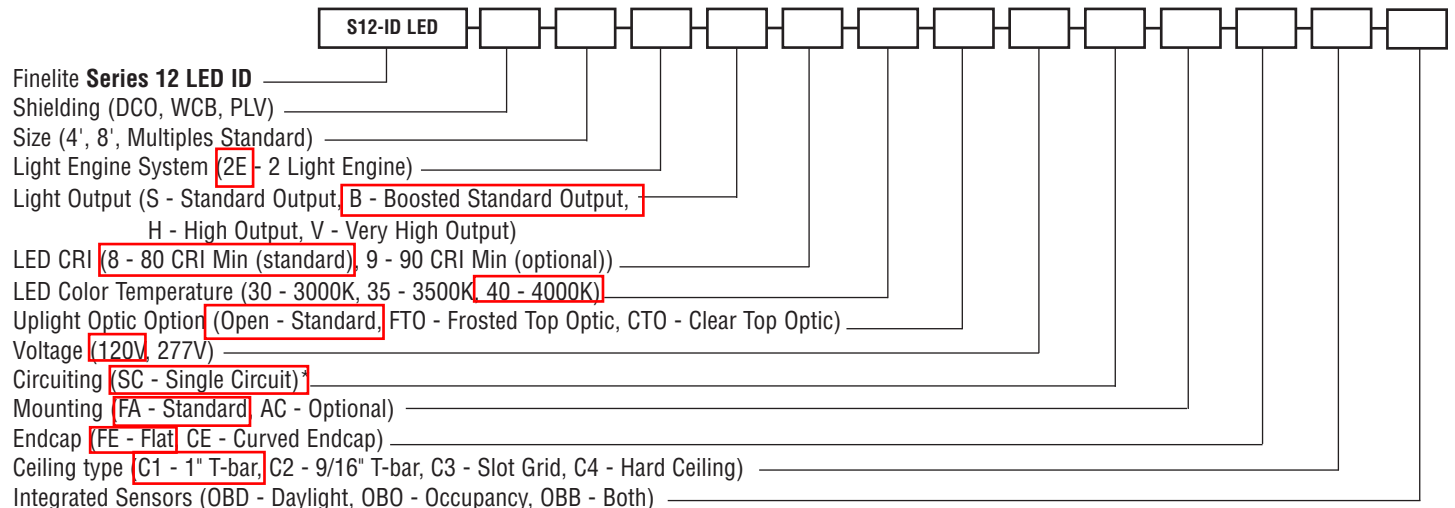 S12-ID LED
Finelite Series 12 LED ID
Shielding (DCO, WCB, PLV)
Size (4', 8', Multiples Standard)
Light Engine System (2E - 2 Light Engine)
Light Output (S - Standard Output, B - Boosted Standard Output,
H - High Output, V - Very High Output)
LED CRI (8 - 80 CRI Min (standard), 9 - 90 CRI Min (optional))
LED Color Temperature (30 - 3000K, 35 - 3500K, 40 - 4000K)
Uplight Optic Option (Open - Standard, FTO - Frosted Top Optic, CTO - Clear Top Optic)
Voltage (120V, 277V)
Circuiting (SC - Single Circuit)*
Mounting (FA - Standard, AC - Optional)
Endcap (FE - Flat, CE - Curved Endcap)
Ceiling type (C1 - 1" T-bar, C2 - 9/16" T-bar, C3 - Slot Grid, C4 - Hard Ceiling)
Integrated Sensors (OBD - Daylight, OBO - Occupancy, OBB - Both)